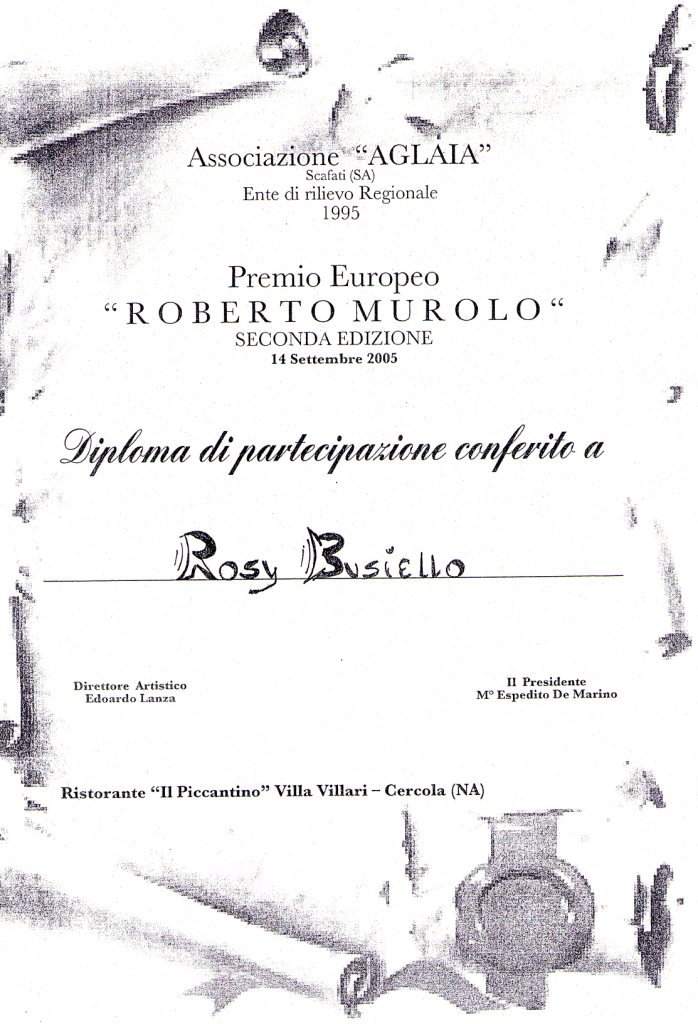 Associazione “AGLAIA”
Scafati (SA)
Ente di rilievo Regionale
1995
Premio Europeo
“ROBERTO MUROLO“
SECONDA EDIZIONE
14 Settembre 2005
Diploma di partecipazione conferito a
Rosy Busiello
Direttore Artistico
Edoardo Lanza
Il Presidente
M° Espedito De Marino
Ristorante “Il Piccantino” Villa Villari – Cercola (NA)